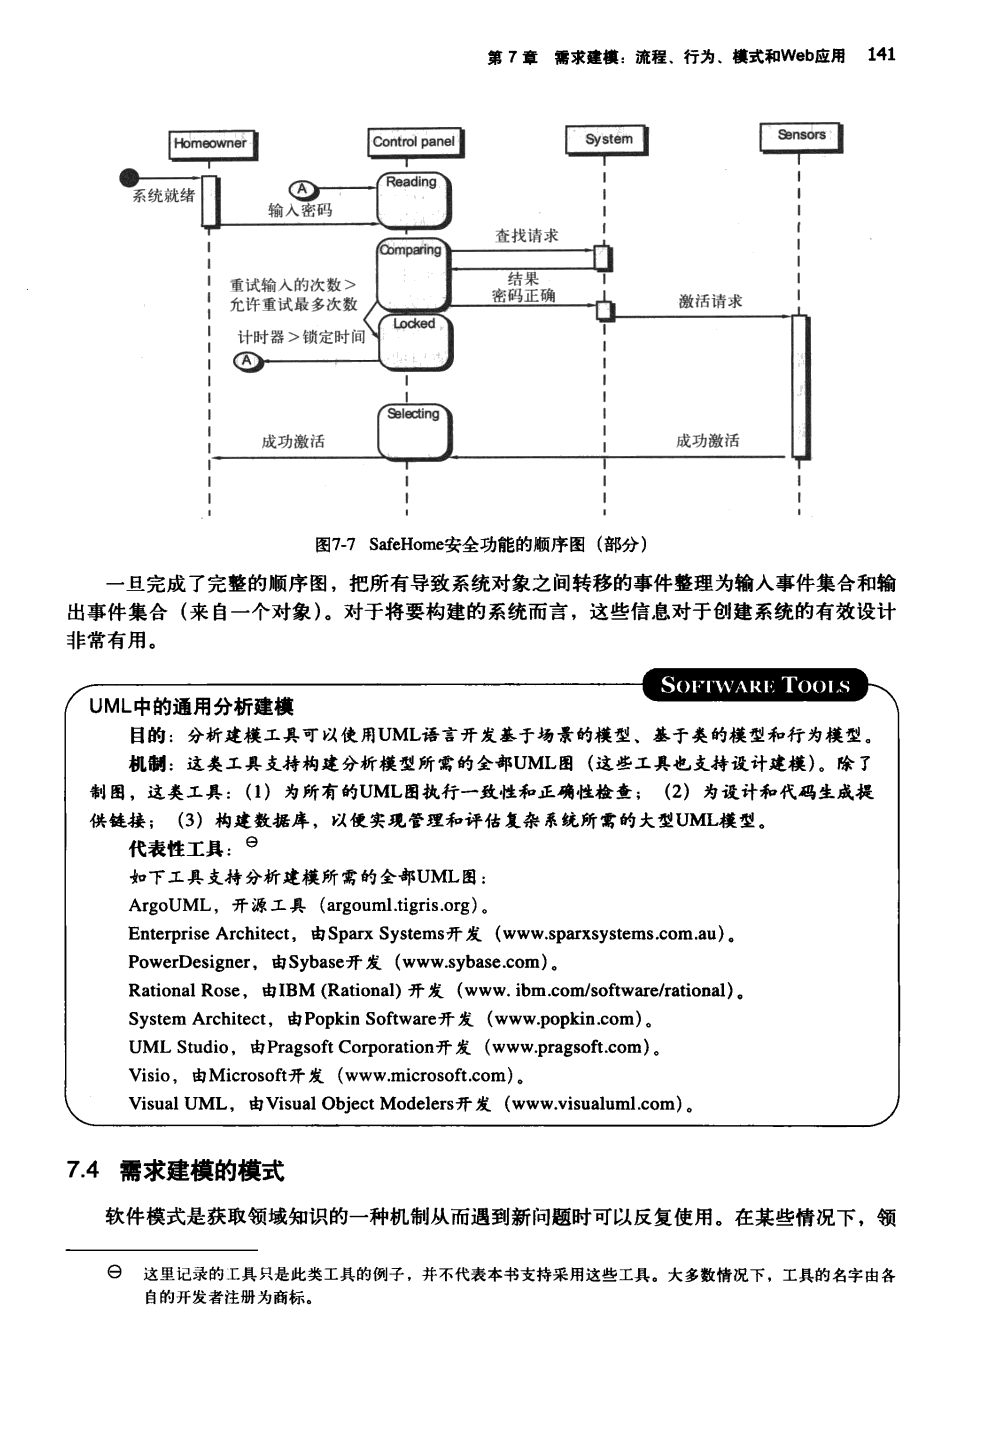 第 7 章 需求建模：流程、行为、模式和Web应用 141
Homeowner
Control panel
System
Sensors
系统就绪
A
Reading
输入密码
Comparing
查找请求
结果
密码正确
重试输入的次数＞
允许重试最多次数
激活请求
Locked
计时器＞锁定时间
A
Selecting
成功激活
成功激活
图7-7 SafeHome安全功能的顺序图（部分）
一旦完成了完整的顺序图，把所有导致系统对象之间转移的事件整理为输入事件集合和输
出事件集合（来自一个对象）。对于将要构建的系统而言，这些信息对于创建系统的有效设计
非常有用。
SOFTWARE TOOLS
UML中的通用分析建模
目的：分析建模工具可以使用UML语言开发基于场景的模型、基于类的模型和行为模型。
机制：这类工具支持构建分析模型所需的全部UML图（这些工具也支持设计建模）。除了
制图，这类工具：（1）为所有的UML图执行一致性和正确性检查；（2）为设计和代码生成提
供链接；（3）构建数据库，以便实现管理和评估复杂系统所需的大型UML模型。
代表性工具：⊖
如下工具支持分析建模所需的全部UML图：
ArgoUML，开源工具（argouml.tigris.org）。
Enterprise Architect，由Sparx Systems开发（www.sparxsystems.com.au）。
PowerDesigner，由Sybase开发（www.sybase.com）。
Rational Rose，由IBM (Rational) 开发（www. ibm.com/software/rational）。
System Architect，由Popkin Software开发（www.popkin.com）。
UML Studio，由Pragsoft Corporation开发（www.pragsoft.com）。
Visio，由Microsoft开发（www.microsoft.com）。
Visual UML，由Visual Object Modelers开发（www.visualuml.com）。
7.4 需求建模的模式
软件模式是获取领域知识的一种机制从而遇到新问题时可以反复使用。在某些情况下，领
⊖ 这里记录的工具只是此类工具的例子，并不代表本书支持采用这些工具。大多数情况下，工具的名字由各
自的开发者注册为商标。